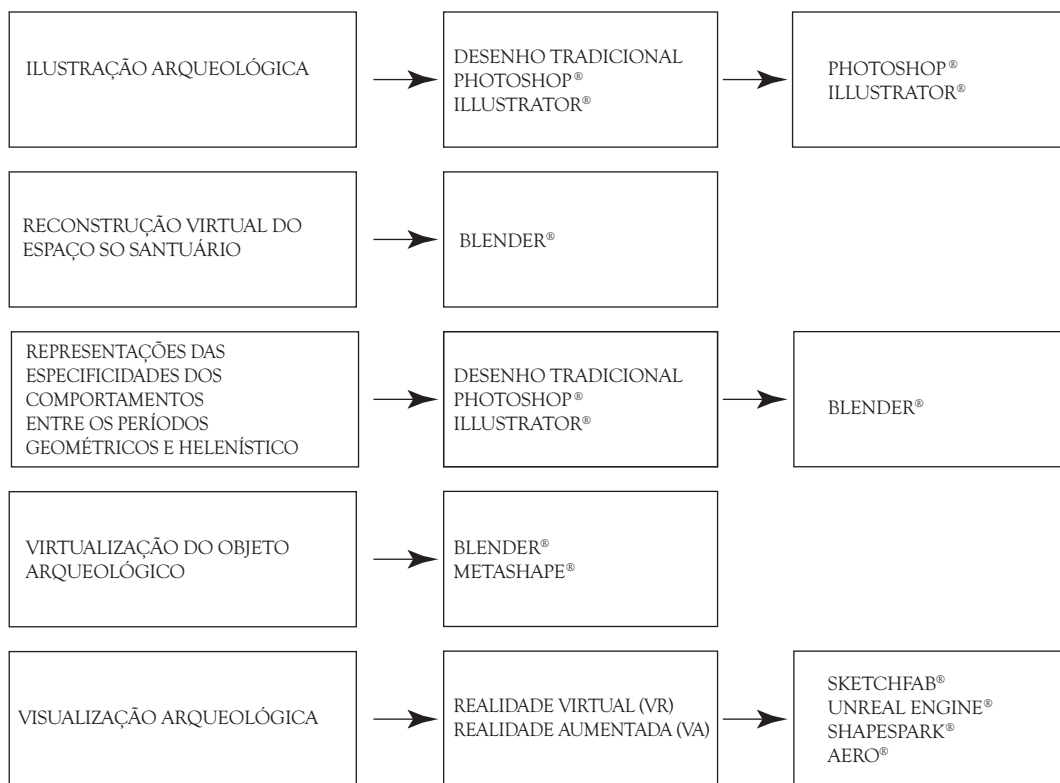 ILUSTRAÇÃO ARQUEOLÓGICA
DESENHO TRADICIONAL
PHOTOSHOP®
ILLUSTRATOR®
PHOTOSHOP®
ILLUSTRATOR®
RECONSTRUÇÃO VIRTUAL DO
ESPAÇO SO SANTUÁRIO
BLENDER®
REPRESENTAÇÕES DAS
ESPECIFICIDADES DOS
COMPORTAMENTOS
ENTRE OS PERÍODOS
GEOMÉTRICOS E HELENÍSTICO
DESENHO TRADICIONAL
PHOTOSHOP®
ILLUSTRATOR®
BLENDER®
VIRTUALIZAÇÃO DO OBJETO
ARQUEOLÓGICO
BLENDER®
METASHAPE®
VISUALIZAÇÃO ARQUEOLÓGICA
REALIDADE VIRTUAL (VR)
REALIDADE AUMENTADA (VA)
SKETCHFAB®
UNREAL ENGINE®
SHAPESPARK®
AERO®